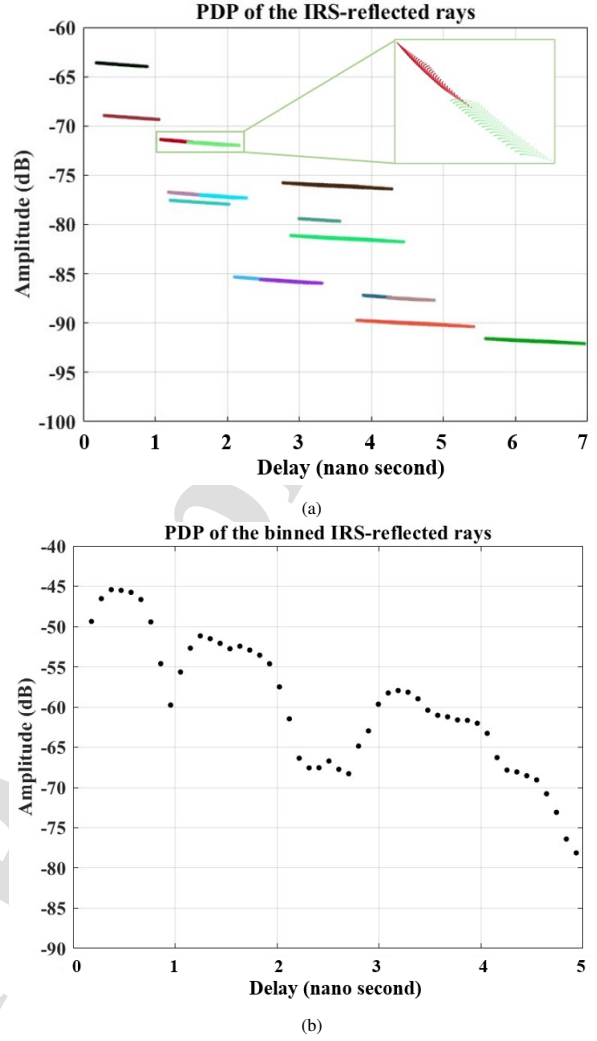 PDP of the IRS-reflected rays
-60
-65
-70
-75
-80
-85
-90
-95
-100
Amplitude (dB)
0 1 2 3 4 5 6 7
Delay (nano second)
(a)
PDP of the binned IRS-reflected rays
-40
-45
-50
-55
-60
-65
-70
-75
-80
-85
-90
Amplitude (dB)
0 1 2 3 4 5
Delay (nano second)
(b)